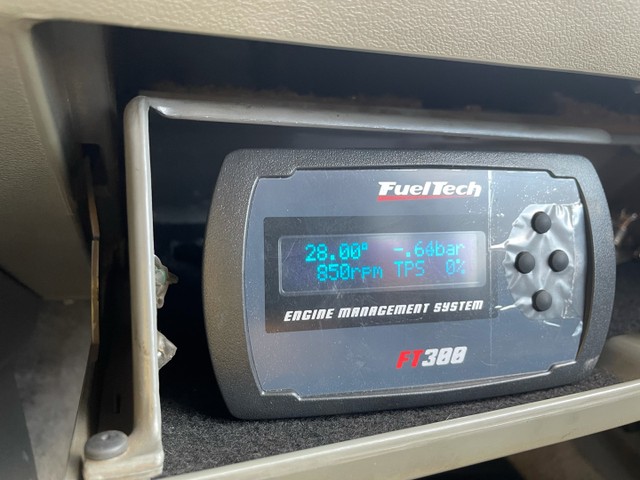 FuelTech
28.00° -.64bar
850rpm TPS 0%
ENGINE MANAGEMENT SYSTEM
FT300